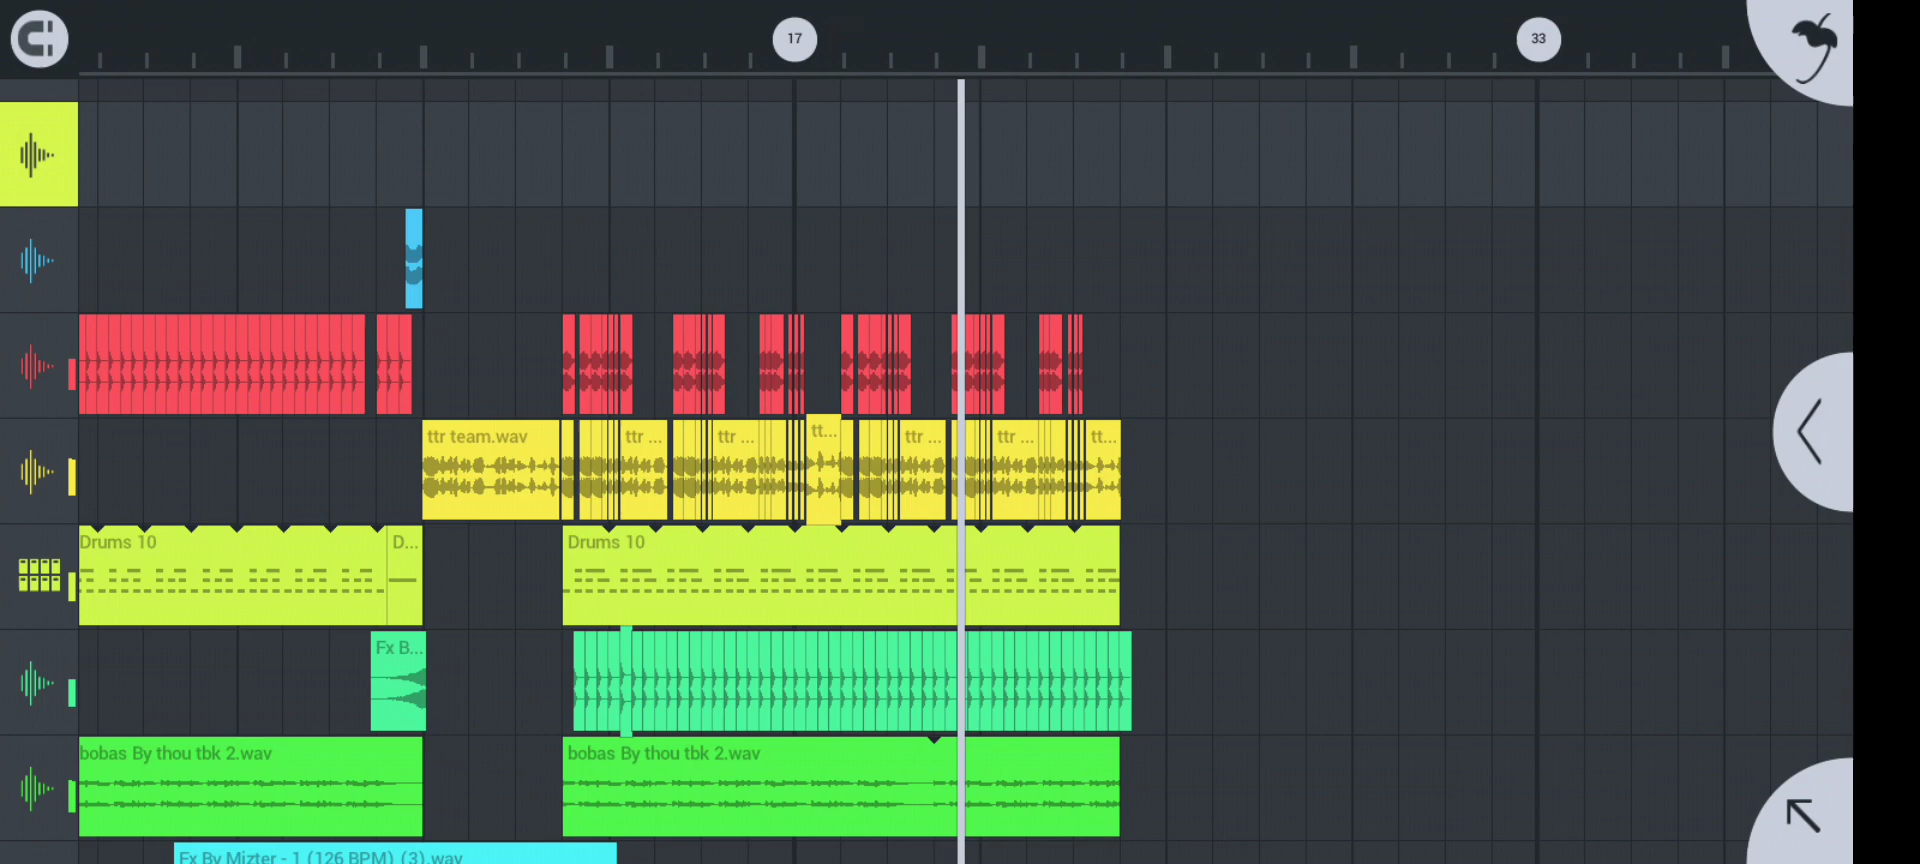 17
33
ttr team.wav
ttr ...
ttr ...
tt...
ttr ...
ttr ...
tt...
Drums 10
D...
Drums 10
Fx B...
bobas By thou tbk 2.wav
bobas By thou tbk 2.wav
Fx By Mizter - 1 (126 BPM) (3).wav